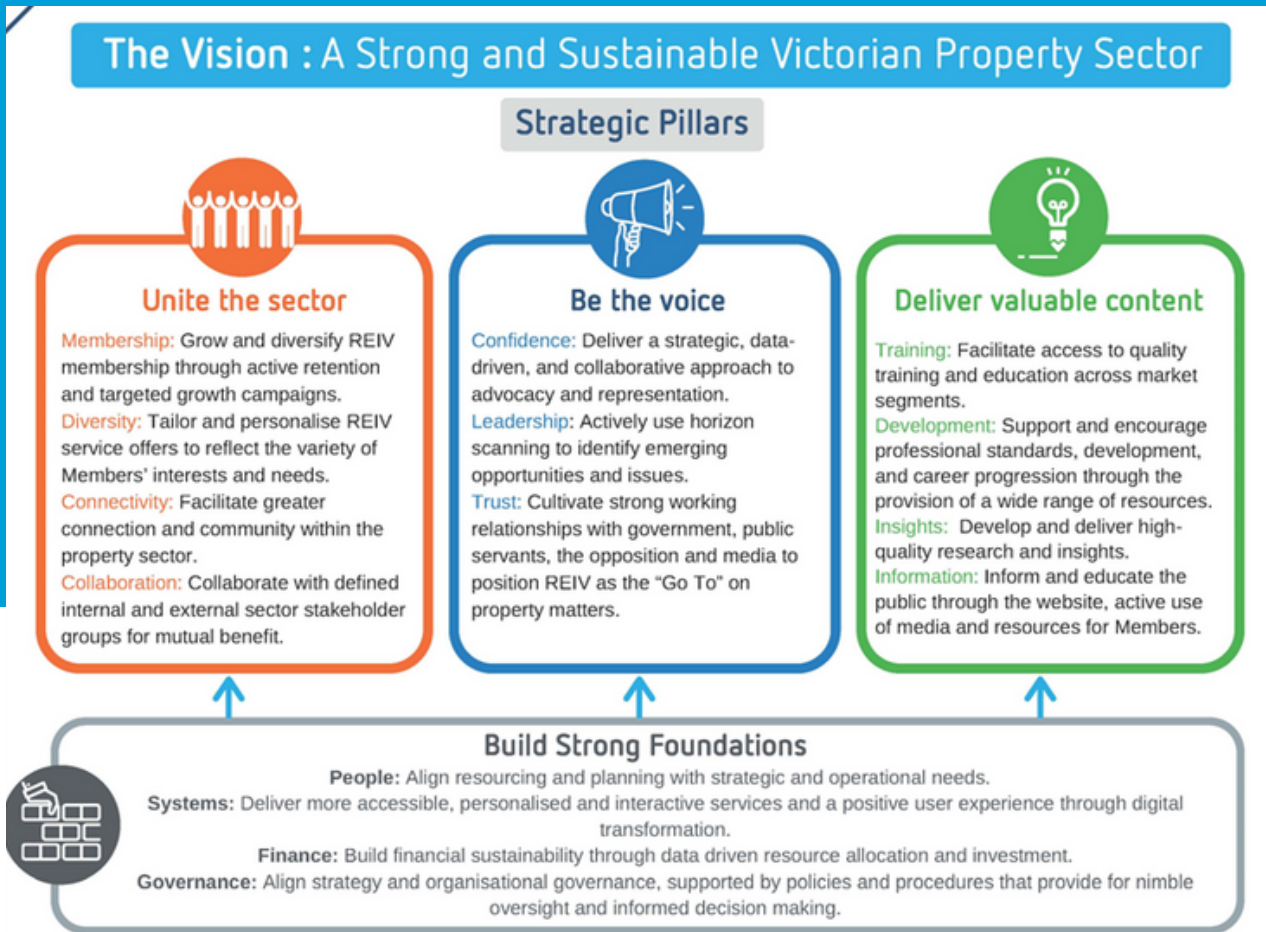 The Vision : A Strong and Sustainable Victorian Property Sector
Strategic Pillars
Unite the sector
Membership: Grow and diversify REIV
membership through active retention
and targeted growth campaigns.
Diversity: Tailor and personalise REIV
service offers to reflect the variety of
Members' interests and needs.
Connectivity: Facilitate greater
connection and community within the
property sector.
Collaboration: Collaborate with defined
internal and external sector stakeholder
groups for mutual benefit.
Be the voice
Confidence: Deliver a strategic, data-
driven, and collaborative approach to
advocacy and representation.
Leadership: Actively use horizon
scanning to identify emerging
opportunities and issues.
Trust: Cultivate strong working
relationships with government, public
servants, the opposition and media to
position REIV as the “Go To” on
property matters.
Deliver valuable content
Training: Facilitate access to quality
training and education across market
segments.
Development: Support and encourage
professional standards, development,
and career progression through the
provision of a wide range of resources.
Insights: Develop and deliver high-
quality research and insights.
Information: Inform and educate the
public through the website, active use
of media and resources for Members.
Build Strong Foundations
People: Align resourcing and planning with strategic and operational needs.
Systems: Deliver more accessible, personalised and interactive services and a positive user experience through digital
transformation.
Finance: Build financial sustainability through data driven resource allocation and investment.
Governance: Align strategy and organisational governance, supported by policies and procedures that provide for nimble
oversight and informed decision making.